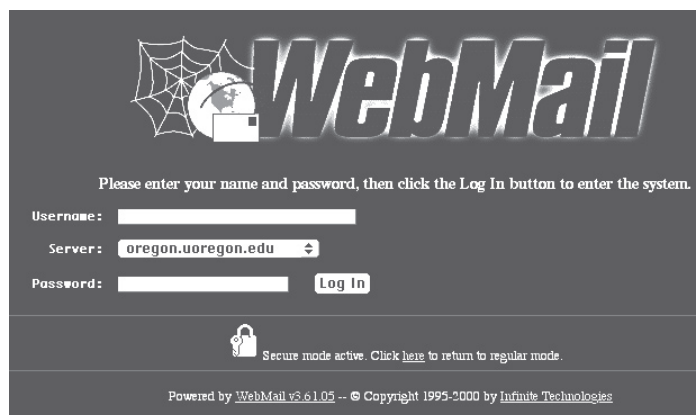 WebMail
Please enter your name and password, then click the Log In button to enter the system.
Username:
Server: oregon.uoregon.edu
Password: Log In
Secure mode active. Click here to return to regular mode.
Powered by WebMail v3.61.05 -- © Copyright 1995-2000 by Infinite Technologies